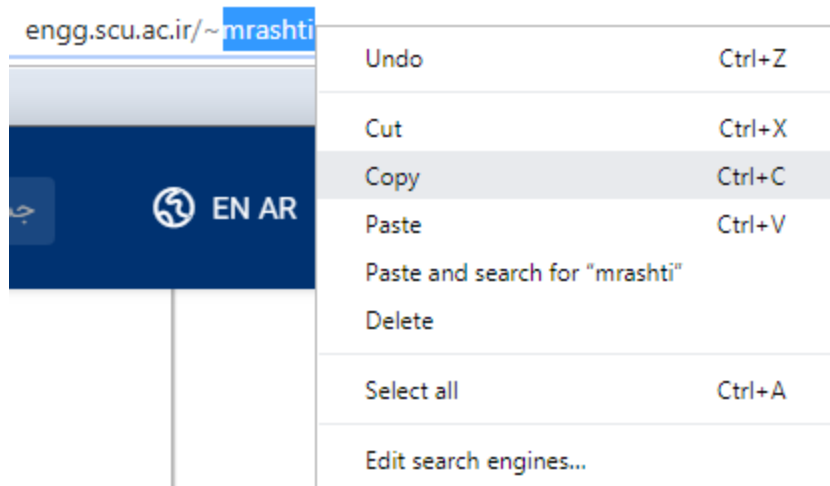 engg.scu.ac.ir/~mrashti
Undo Ctrl+Z
Cut Ctrl+X
Copy Ctrl+C
EN AR
Paste Ctrl+V
Paste and search for “mrashti”
Delete
Select all Ctrl+A
Edit search engines...